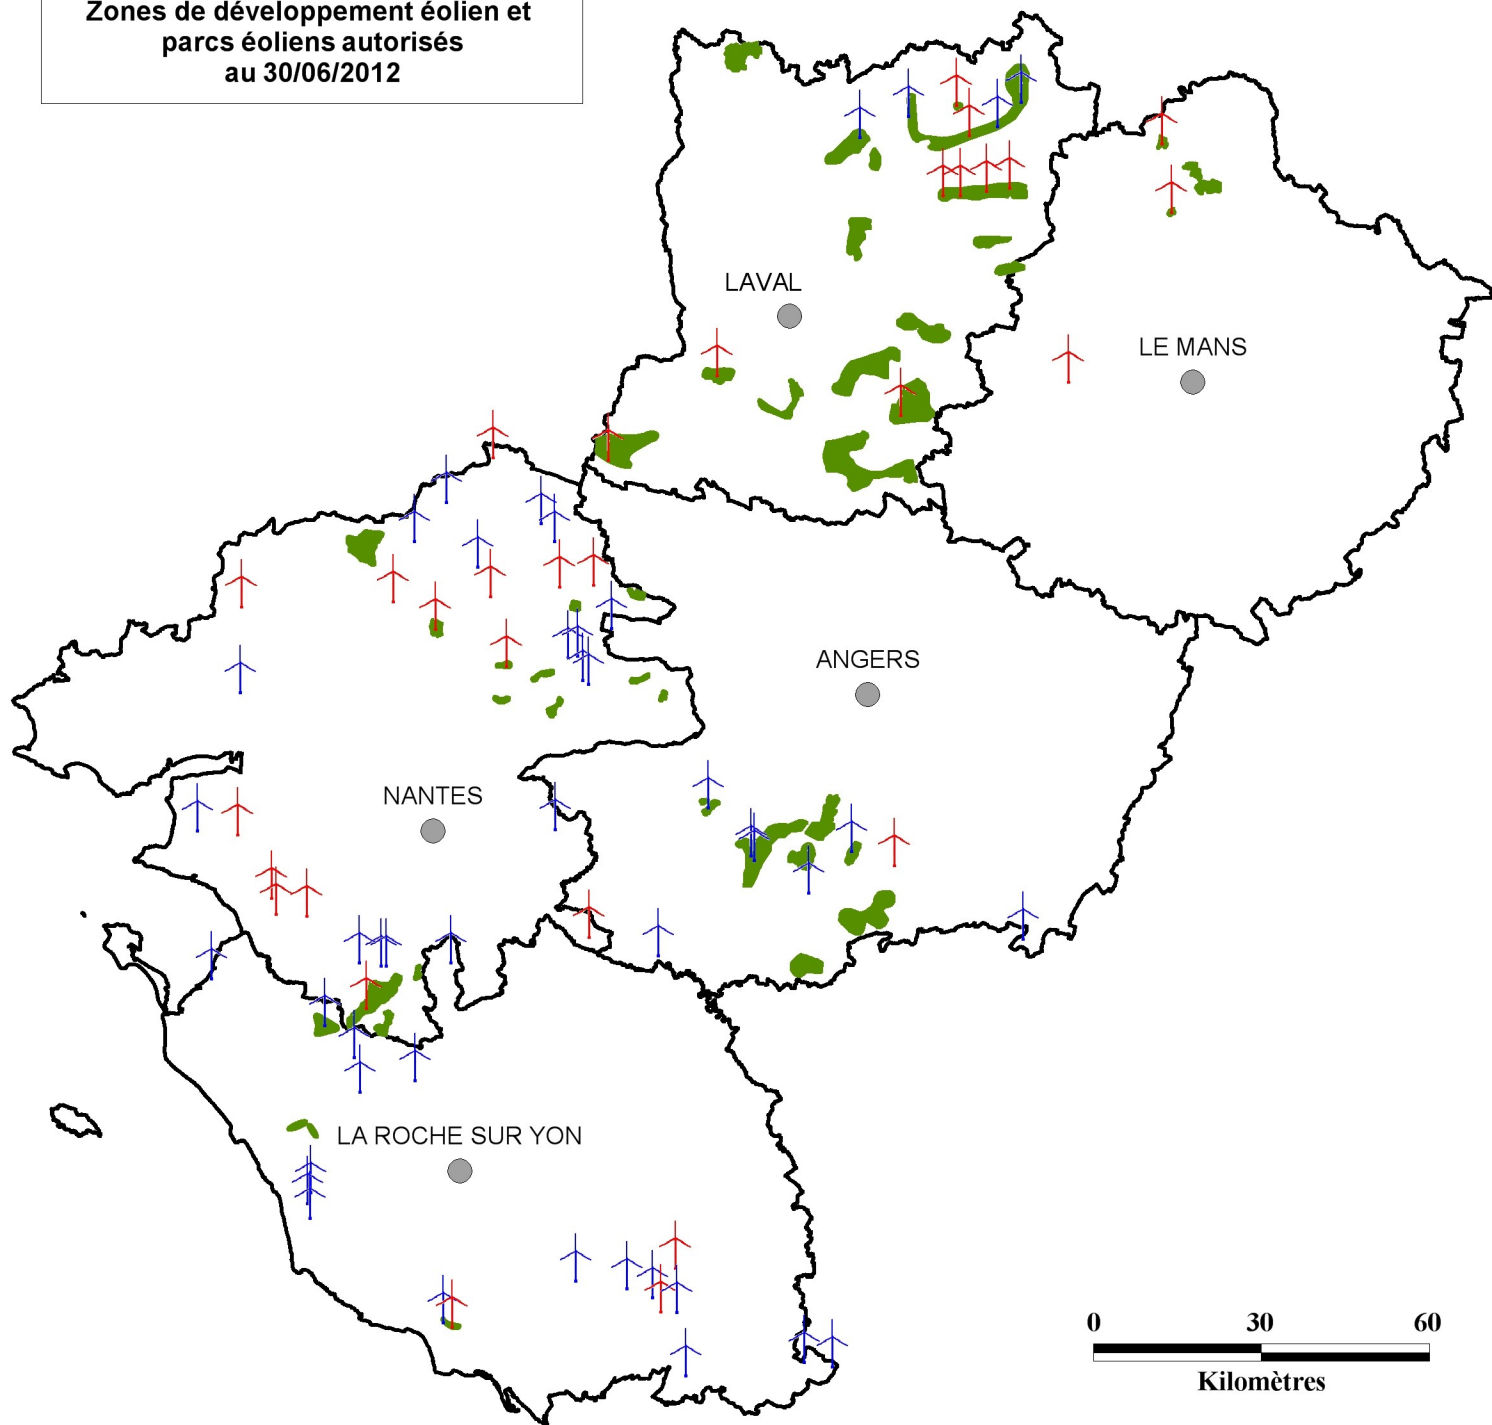 Zones de développement éolien et
parcs éoliens autorisés
au 30/06/2012
LAVAL
LE MANS
ANGERS
NANTES
LA ROCHE SUR YON
0 30 60
Kilomètres